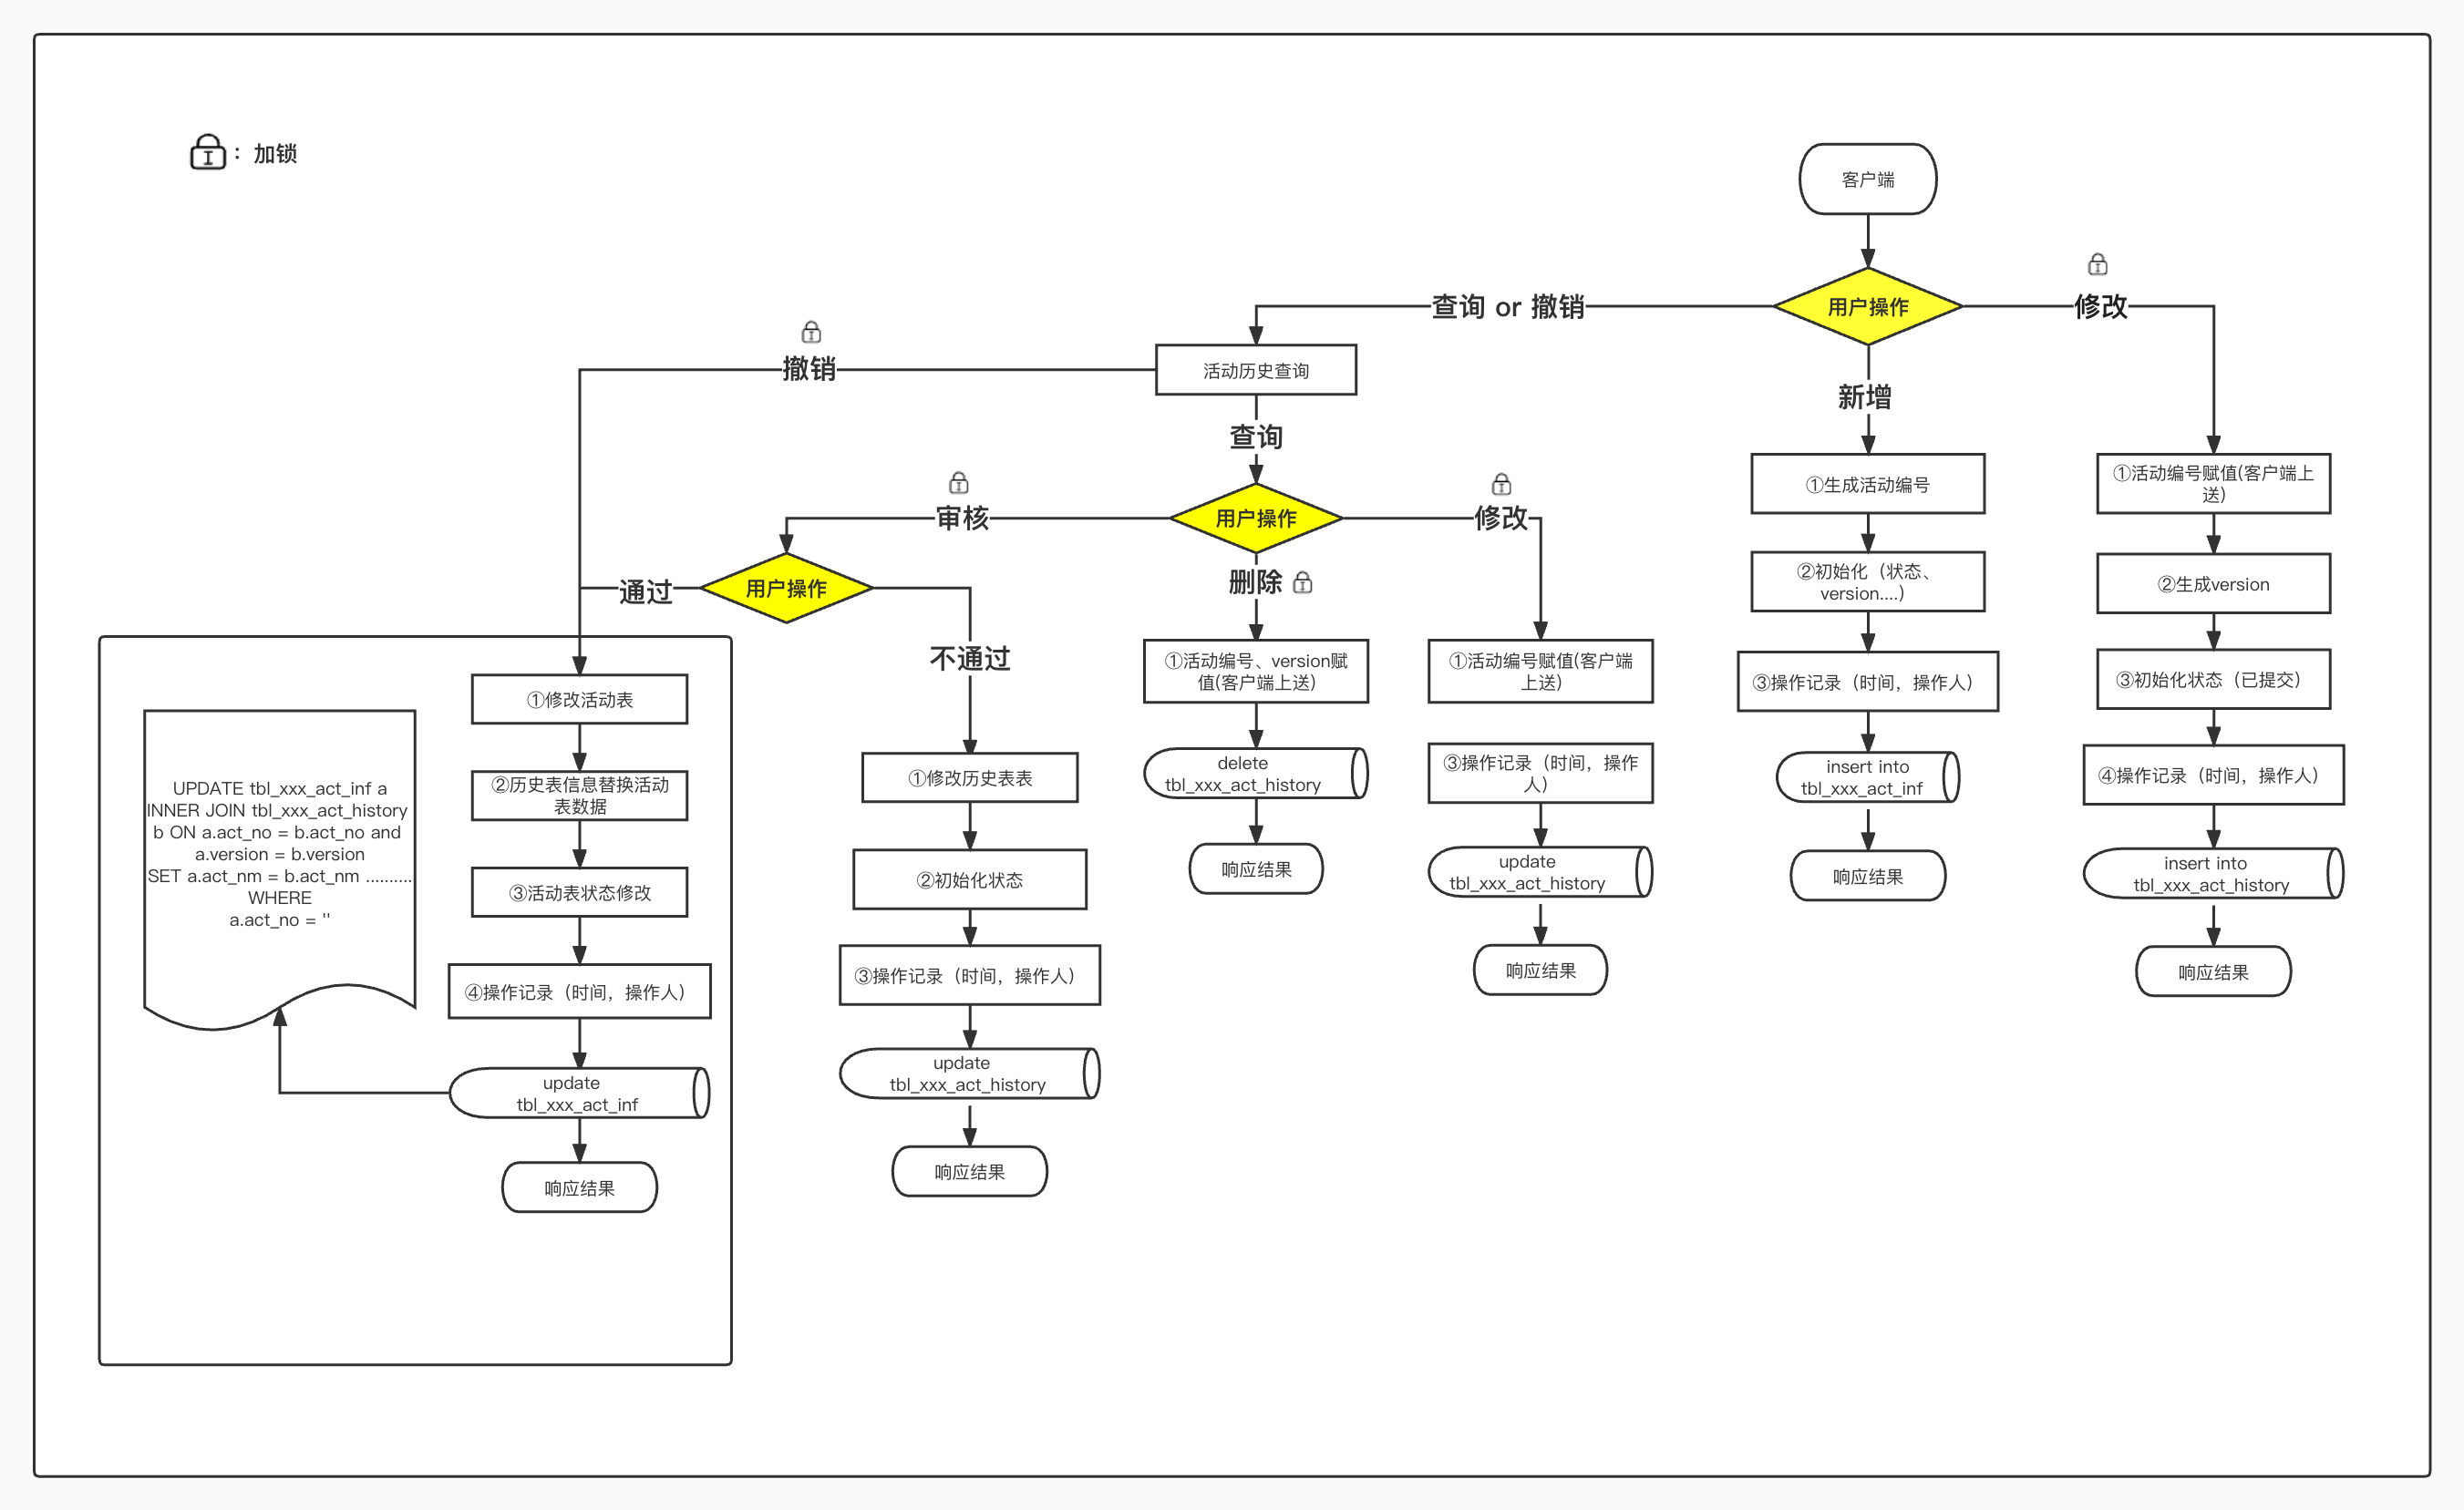 ：加锁
客户端
用户操作
查询 or 撤销
修改
撤销
活动历史查询
新增
查询
①生成活动编号
①活动编号赋值(客户端上
送)
审核
用户操作
修改
②初始化（状态、
version....）
②生成version
通过
用户操作
删除
不通过
①活动编号、version赋
值(客户端上送)
①活动编号赋值(客户端
上送)
③操作记录（时间，操作人）
③初始化状态（已提交）
①修改活动表
②历史表信息替换活动
表数据
③活动表状态修改
④操作记录（时间，操作人）
update
tbl_xxx_act_inf
响应结果
UPDATE tbl_xxx_act_inf a
INNER JOIN tbl_xxx_act_history
b ON a.act_no = b.act_no and
a.version = b.version
SET a.act_nm = b.act_nm ..........
WHERE
a.act_no = ''
①修改历史表表
②初始化状态
③操作记录（时间，操作人）
update
tbl_xxx_act_history
响应结果
delete
tbl_xxx_act_history
响应结果
③操作记录（时间，操作
人）
update
tbl_xxx_act_history
响应结果
insert into
tbl_xxx_act_inf
响应结果
④操作记录（时间，操作人）
insert into
tbl_xxx_act_history
响应结果